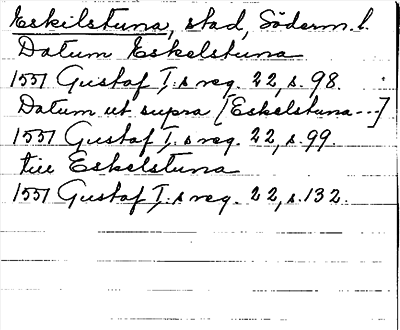 Eskilstuna, stad, Söderm. l.
Datum Eskelstuna
1551 Gustaf I:s reg. 22, s. 98.
Datum ut supra [Eskelstuna---]
1551 Gustaf I:s reg. 22, s. 99.
till Eskelstuna
1551 Gustaf I:s reg. 22, s. 132.